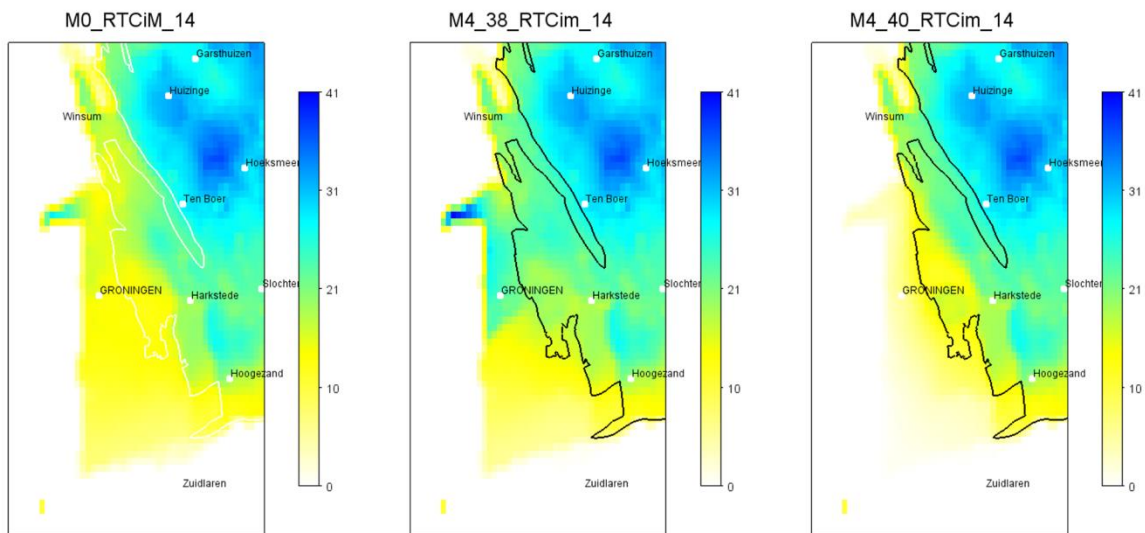 M0_RTCiM_14
Garsthuizen
Huizinge
Winsum
Hoeksmeer
Ten Boer
Slochter
GRONINGEN
Harkstede
Hoogezand
Zuidlaren
41
31
21
10
0
M4_38_RTCim_14
Garsthuizen
Huizinge
Winsum
Hoeksmeer
Ten Boer
Slochter
GRONINGEN
Harkstede
Hoogezand
Zuidlaren
41
31
21
10
0
M4_40_RTCim_14
Garsthuizen
Huizinge
Winsum
Hoeksmeer
Ten Boer
Slochter
GRONINGEN
Harkstede
Hoogezand
Zuidlaren
41
31
21
10
0